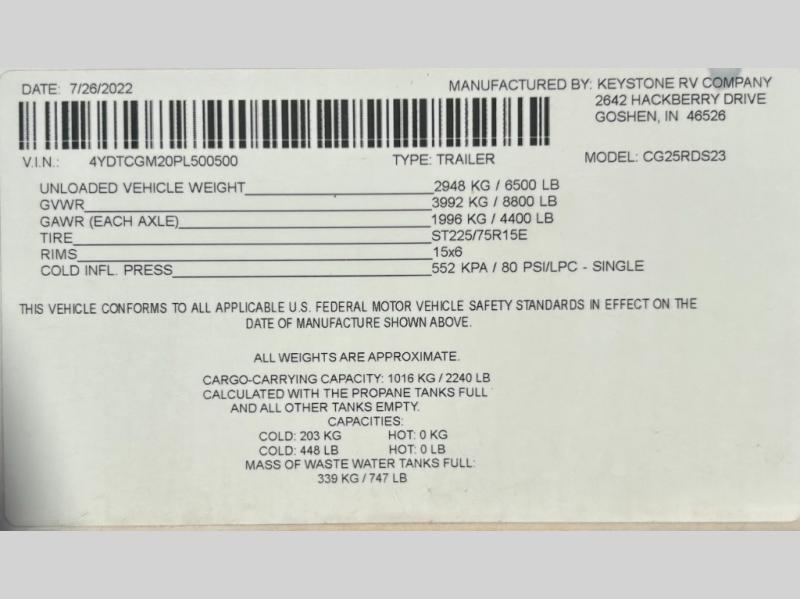 DATE: 7/26/2022
MANUFACTURED BY: KEYSTONE RV COMPANY
2642 HACKBERRY DRIVE
GOSHEN, IN 46526
V.I.N.: 4YDTCGM20PL500500 TYPE: TRAILER MODEL: CG25RDS23
UNLOADED VEHICLE WEIGHT 2948 KG / 6500 LB
GVWR 3992 KG / 8800 LB
GAWR (EACH AXLE) 1996 KG / 4400 LB
TIRE ST225/75R15E
RIMS 15x6
COLD INFL. PRESS 552 KPA / 80 PSI/LPC - SINGLE
THIS VEHICLE CONFORMS TO ALL APPLICABLE U.S. FEDERAL MOTOR VEHICLE SAFETY STANDARDS IN EFFECT ON THE
DATE OF MANUFACTURE SHOWN ABOVE.
ALL WEIGHTS ARE APPROXIMATE.
CARGO-CARRYING CAPACITY: 1016 KG / 2240 LB
CALCULATED WITH THE PROPANE TANKS FULL
AND ALL OTHER TANKS EMPTY.
CAPACITIES:
COLD: 203 KG HOT: 0 KG
COLD: 448 LB HOT: 0 LB
MASS OF WASTE WATER TANKS FULL:
339 KG / 747 LB